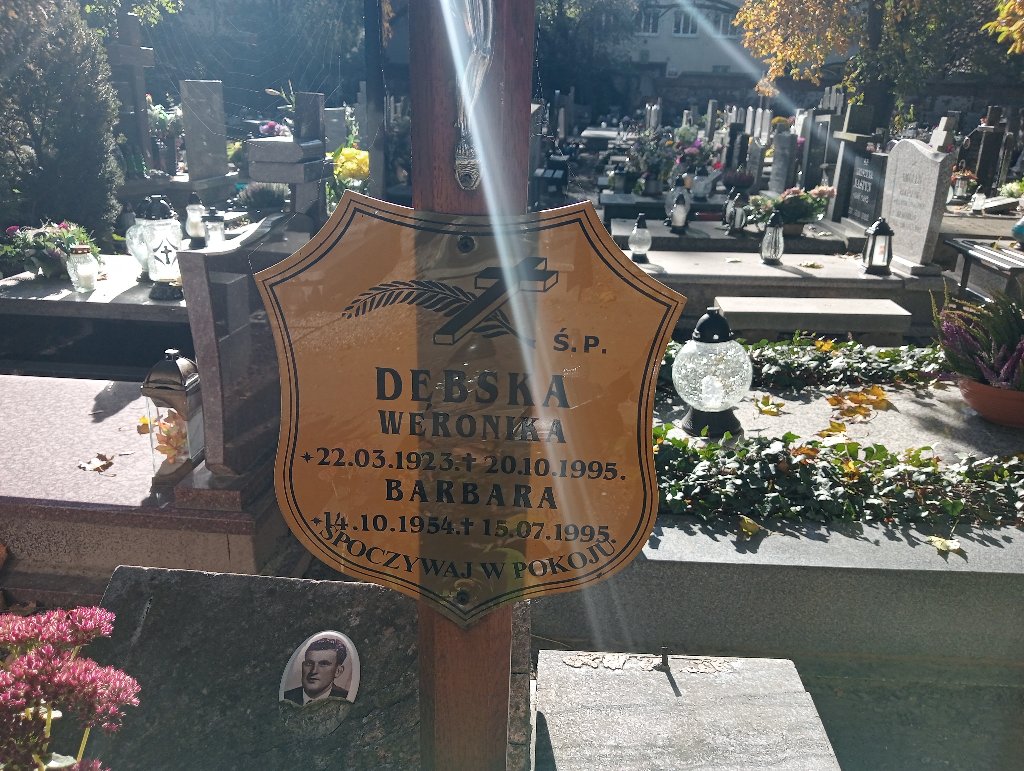 Ś.P.
DĘBSKA
WERONIKA
22.03.1923.✝ 20.10.1995.
BARBARA
14.10.1954.✝ 15.07.1995.
SPOCZYWAJ W POKOJU.